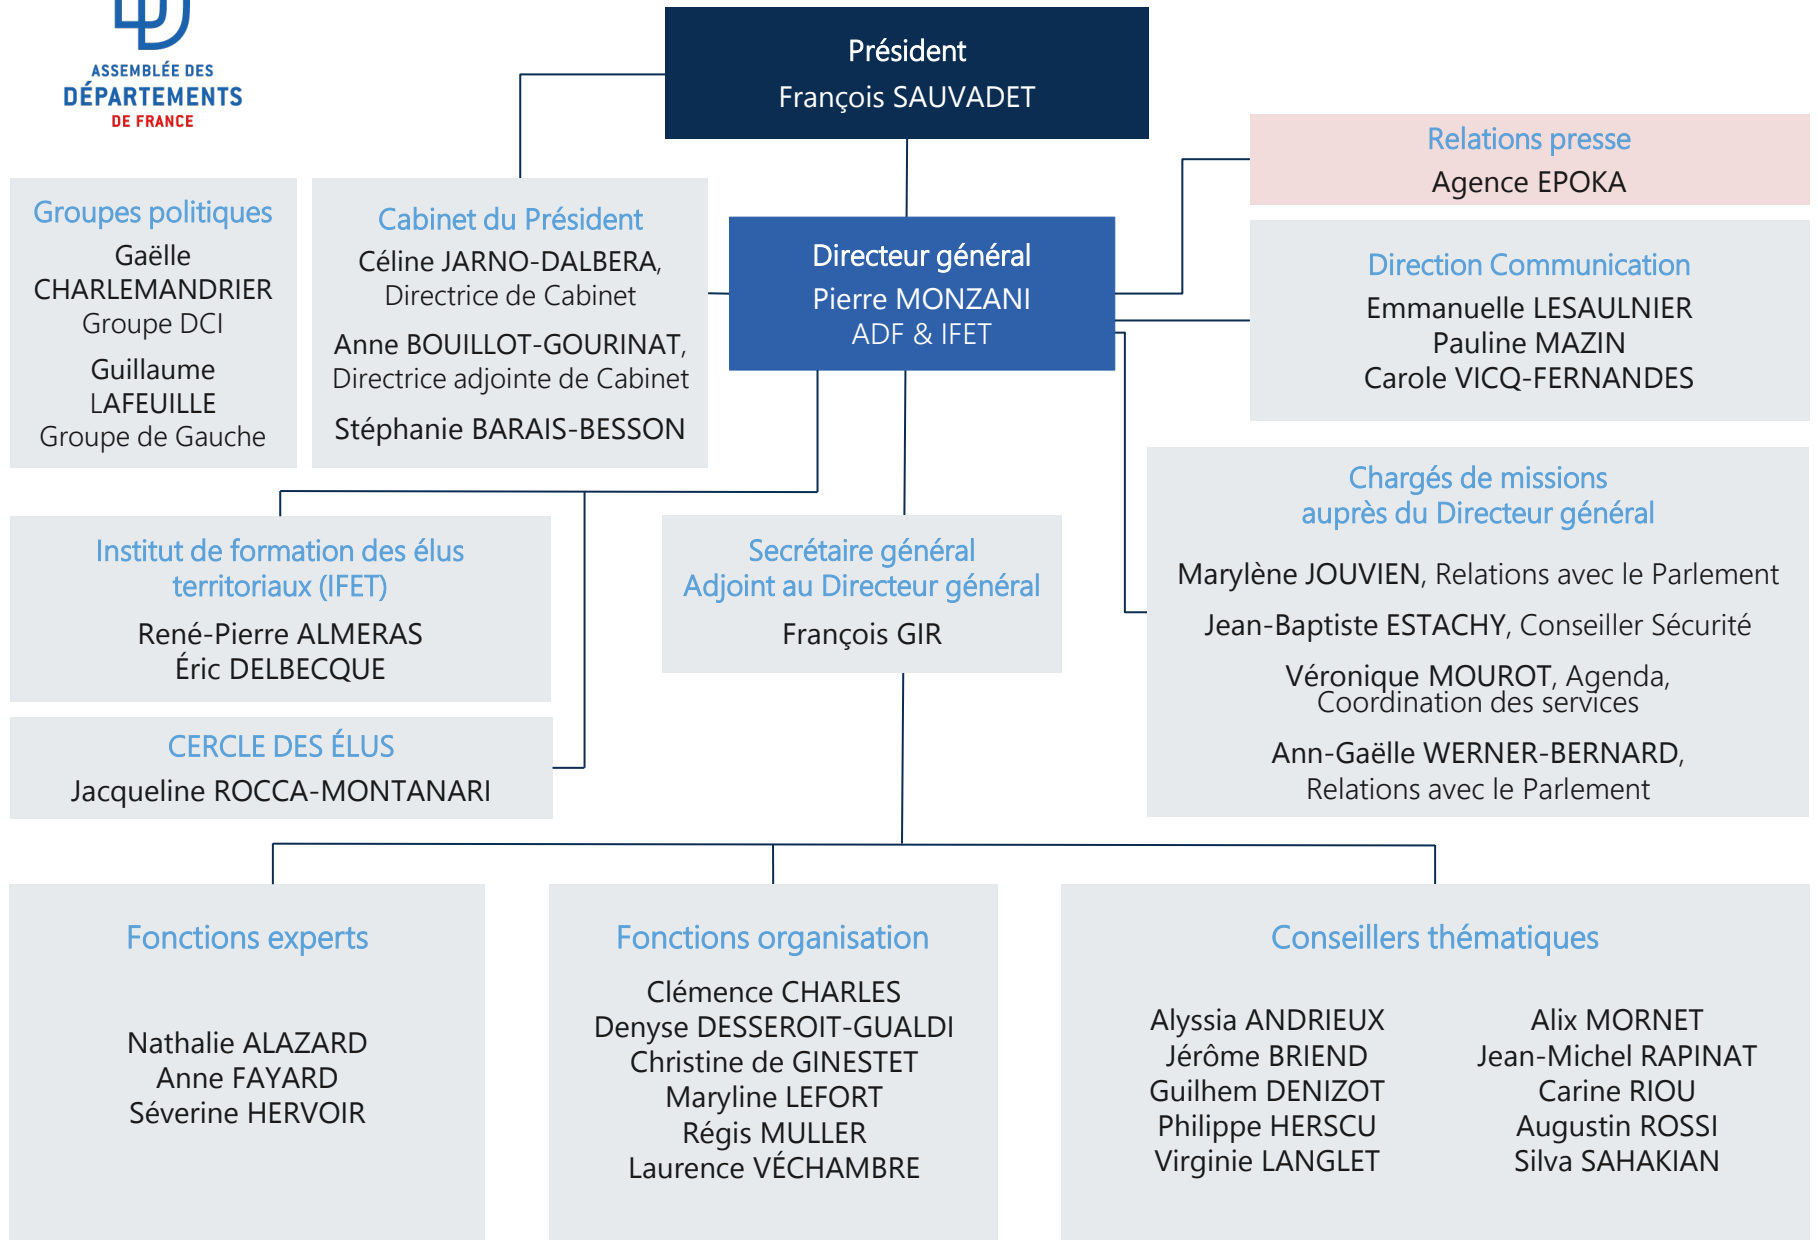 ASSEMBLÉE DES
DÉPARTEMENTS
DE FRANCE
Président
François SAUVADET
Relations presse
Agence EPOKA
Groupes politiques
Gaëlle
CHARLEMANDRIER
Groupe DCI
Guillaume
LAFEUILLE
Groupe de Gauche
Cabinet du Président
Céline JARNO-DALBERA,
Directrice de Cabinet
Anne BOUILLOT-GOURINAT,
Directrice adjointe de Cabinet
Stéphanie BARAIS-BESSON
Directeur général
Pierre MONZANI
ADF & IFET
Direction Communication
Emmanuelle LESAULNIER
Pauline MAZIN
Carole VICQ-FERNANDES
Chargés de missions
auprès du Directeur général
Marylène JOUVIEN, Relations avec le Parlement
Jean-Baptiste ESTACHY, Conseiller Sécurité
Véronique MOUROT, Agenda,
Coordination des services
Ann-Gaëlle WERNER-BERNARD,
Relations avec le Parlement
Institut de formation des élus
territoriaux (IFET)
René-Pierre ALMERAS
Éric DELBECQUE
Secrétaire général
Adjoint au Directeur général
François GIR
CERCLE DES ÉLUS
Jacqueline ROCCA-MONTANARI
Fonctions experts
Nathalie ALAZARD
Anne FAYARD
Séverine HERVOIR
Fonctions organisation
Clémence CHARLES
Denyse DESSEROIT-GUALDI
Christine de GINESTET
Maryline LEFORT
Régis MULLER
Laurence VÉCHAMBRE
Conseillers thématiques
Alyssia ANDRIEUX
Jérôme BRIEND
Guilhem DENIZOT
Philippe HERSCU
Virginie LANGLET
Alix MORNET
Jean-Michel RAPINAT
Carine RIOU
Augustin ROSSI
Silva SAHAKIAN